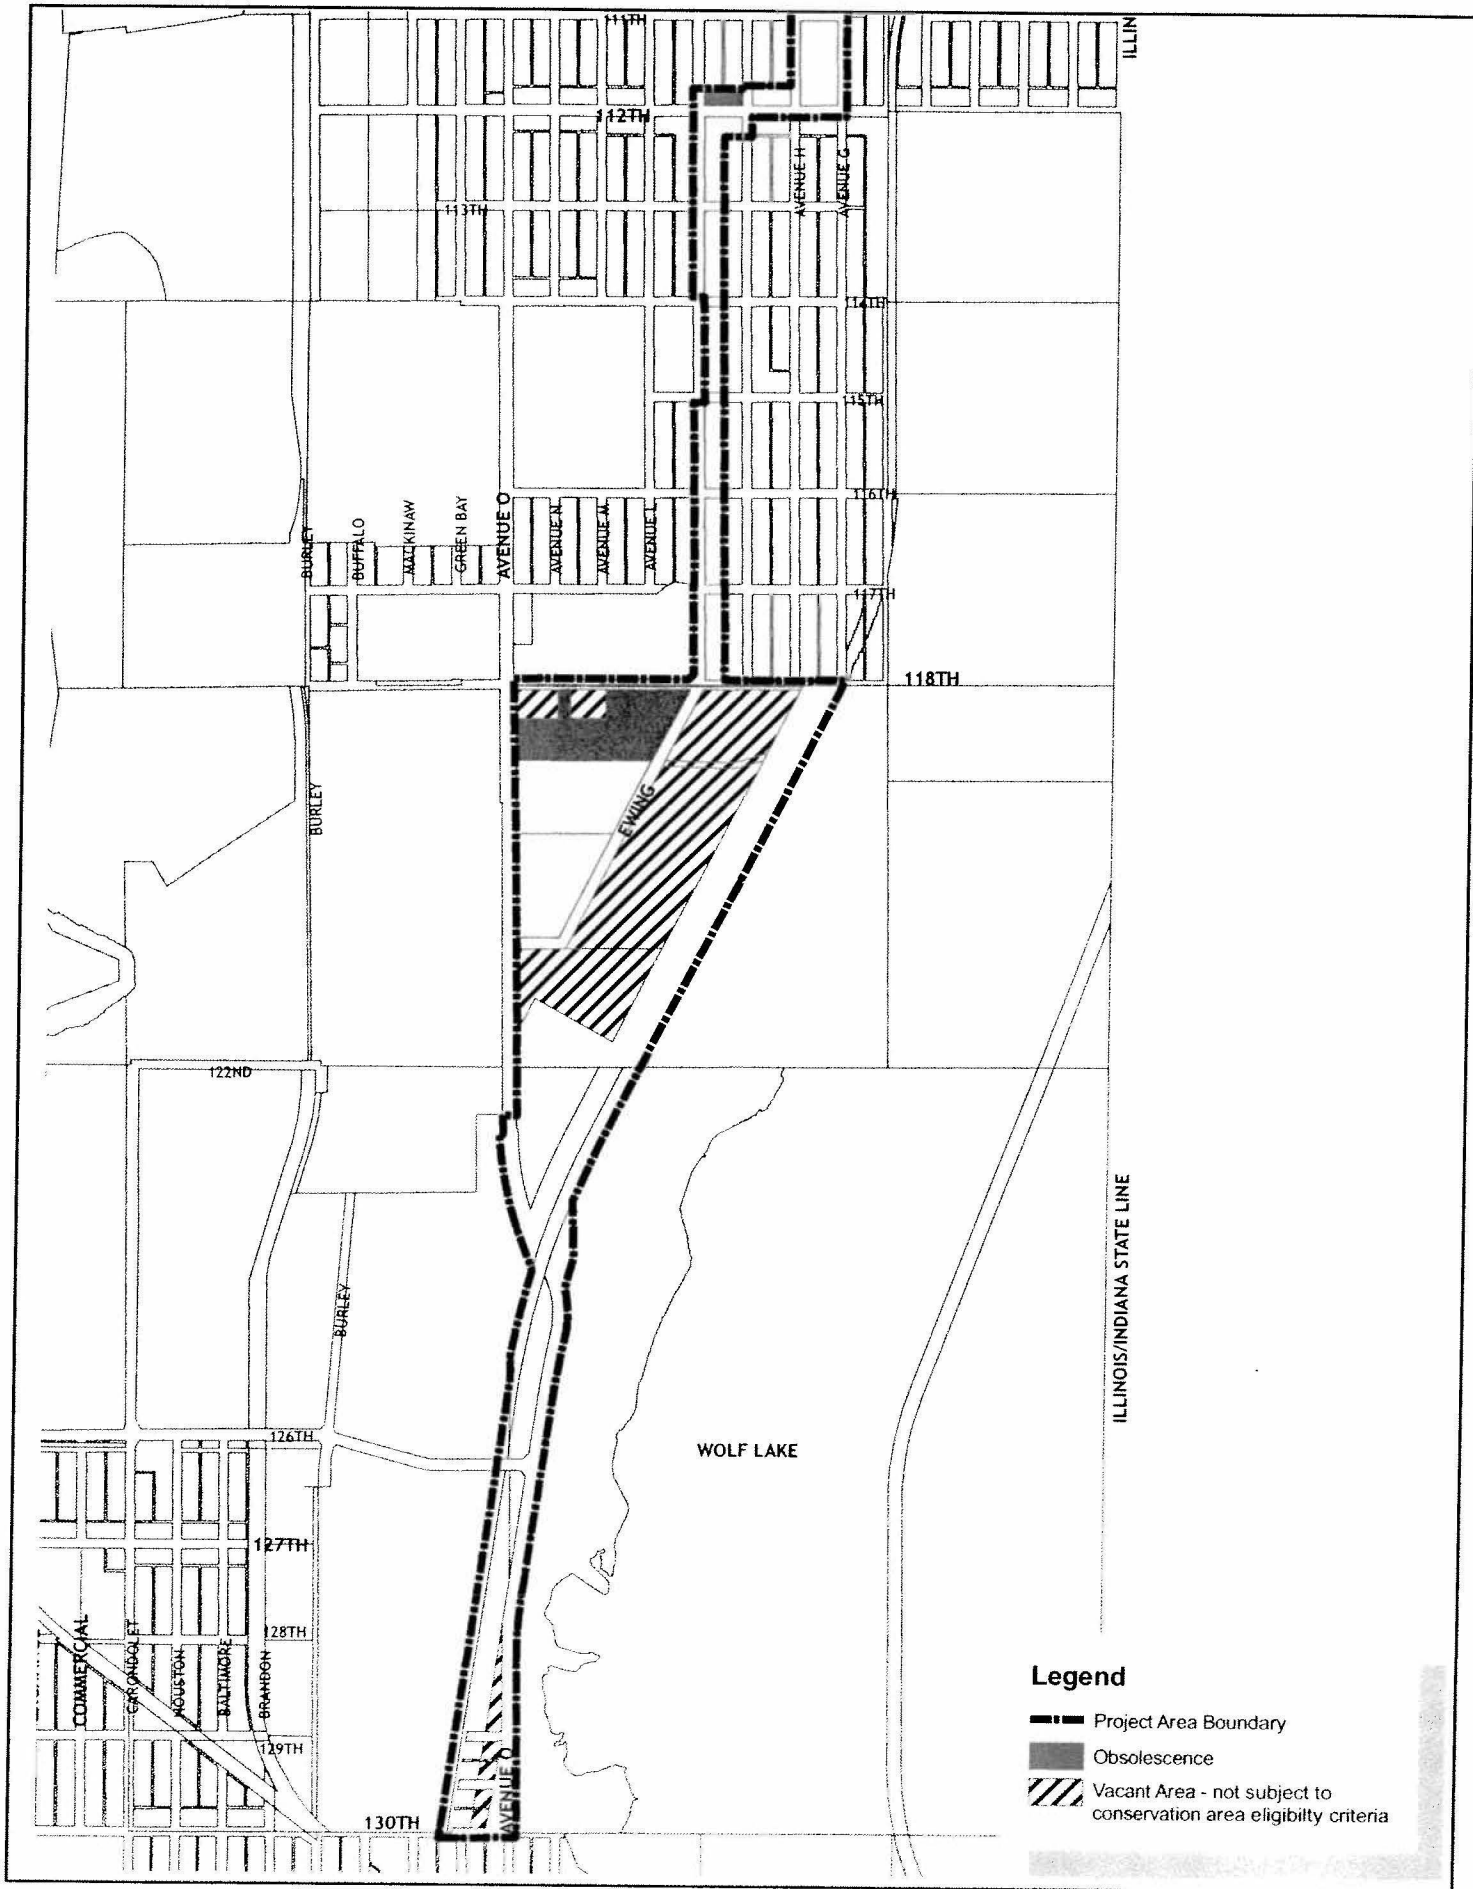 111TH
ILLIN
112TH
AVENUE H
AVENUE G
113TH
114TH
115TH
116TH
BURLEY
BUFFALO
MACKINAW
GREEN BAY
AVENUE O
AVENUE N
AVENUE M
AVENUE L
117TH
118TH
BURLEY
EWING
122ND
ILLINOIS/INDIANA STATE LINE
BURLEY
126TH
WOLF LAKE
127TH
128TH
COMMERCIAL
CARONDOLET
HOUSTON
BALTIMORE
BRANDON
129TH
AVENUE O
130TH
Legend
Project Area Boundary
Obsolescence
Vacant Area - not subject to
conservation area eligibilty criteria